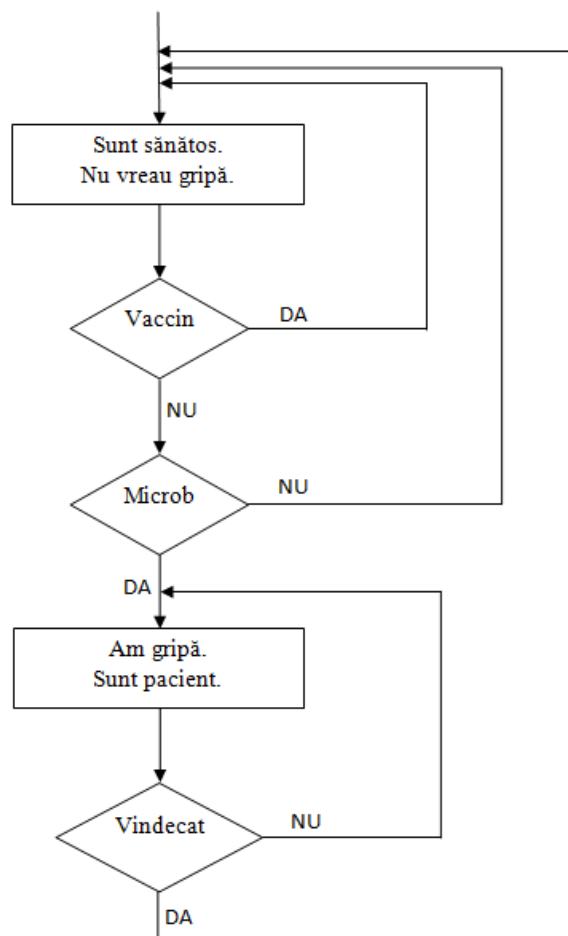 Sunt sănătos.
Nu vreau gripă.
Vaccin
DA
NU
Microb
NU
DA
Am gripă.
Sunt pacient.
Vindecat
NU
DA